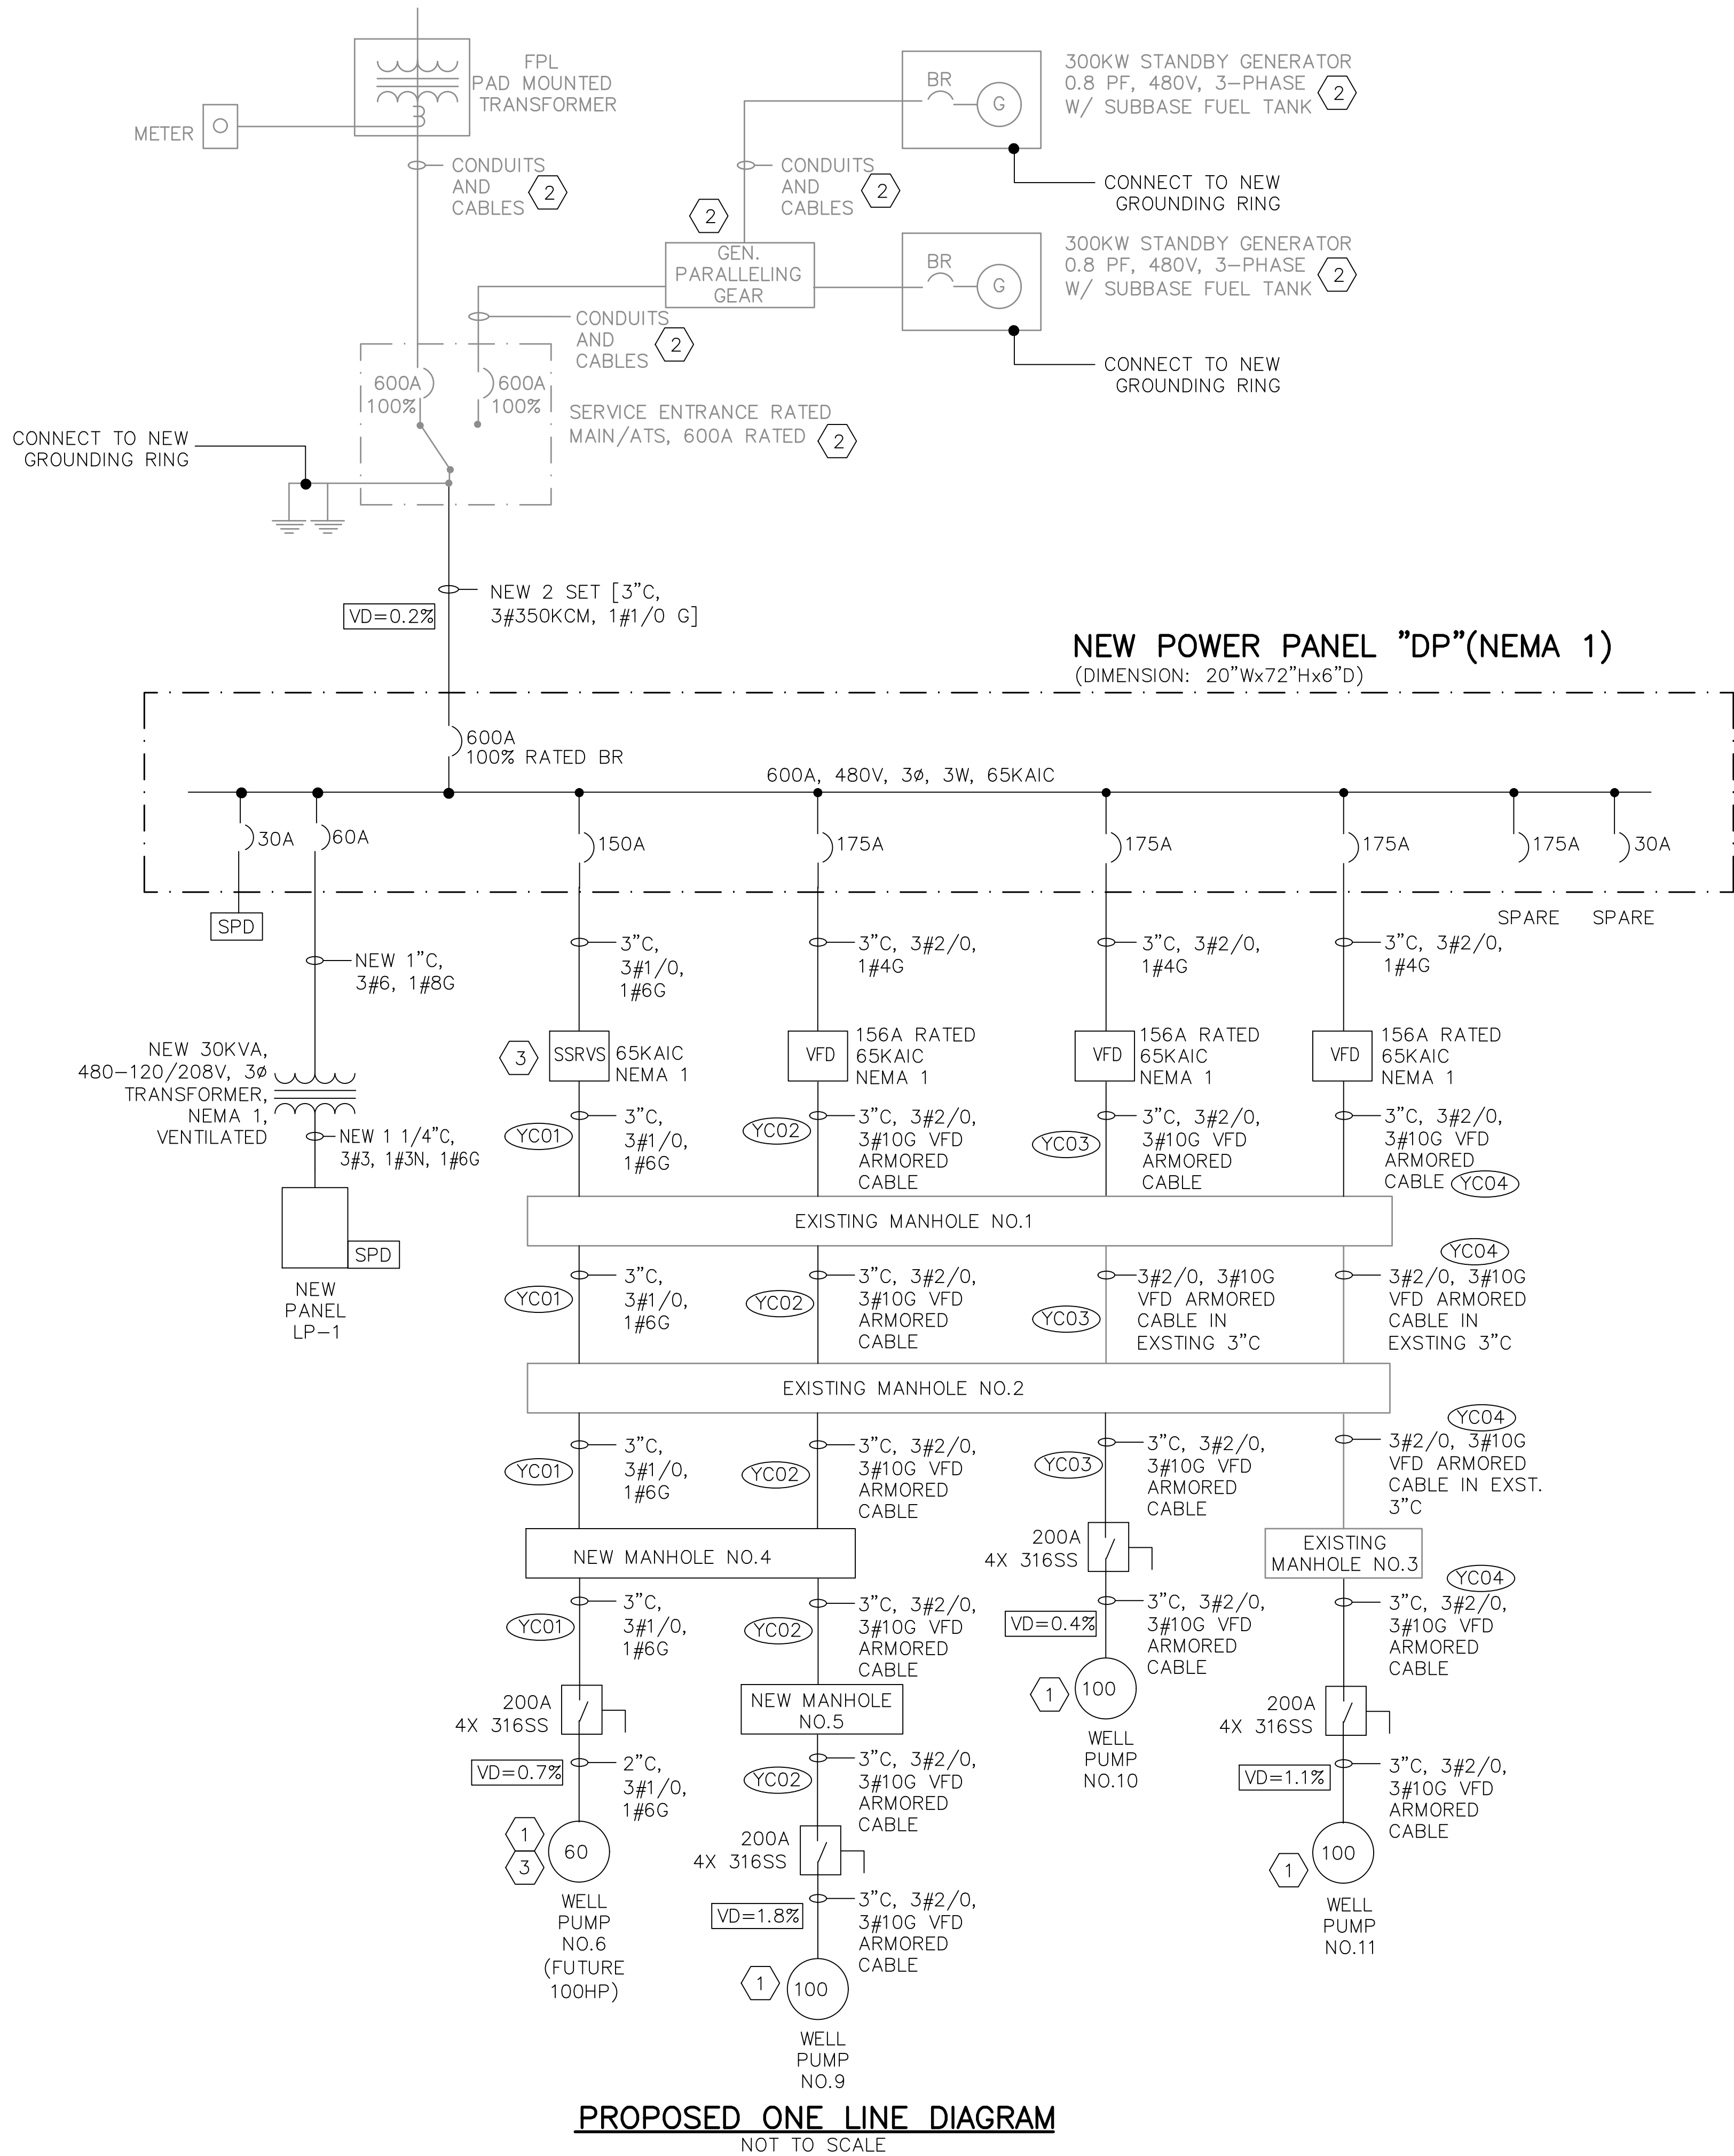 FPL
PAD MOUNTED
TRANSFORMER
METER
CONDUITS
AND
CABLES
2
BR
G
300KW STANDBY GENERATOR
0.8 PF, 480V, 3-PHASE
W/ SUBBASE FUEL TANK
2
CONNECT TO NEW
GROUNDING RING
CONDUITS
AND
CABLES
2
2
GEN.
PARALLELING
GEAR
BR
G
300KW STANDBY GENERATOR
0.8 PF, 480V, 3-PHASE
W/ SUBBASE FUEL TANK
2
CONNECT TO NEW
GROUNDING RING
CONDUITS
AND
CABLES
2
600A
100%
600A
100%
SERVICE ENTRANCE RATED
MAIN/ATS, 600A RATED
2
CONNECT TO NEW
GROUNDING RING
NEW 2 SET [3"C,
3#350KCM, 1#1/0 G]
VD=0.2%
NEW POWER PANEL "DP"(NEMA 1)
(DIMENSION: 20"Wx72"Hx6"D)
600A
100% RATED BR
600A, 480V, 3ø, 3W, 65KAIC
30A
60A
150A
175A
175A
175A
175A
30A
SPD
SPARE
SPARE
NEW 1"C,
3#6, 1#8G
3"C,
3#1/0,
1#6G
3"C, 3#2/0,
1#4G
3"C, 3#2/0,
1#4G
3"C, 3#2/0,
1#4G
NEW 30KVA,
480-120/208V, 3ø
TRANSFORMER,
NEMA 1,
VENTILATED
NEW 1 1/4"C,
3#3, 1#3N, 1#6G
SPD
NEW
PANEL
LP-1
3
SSRVS
65KAIC
NEMA 1
VFD
156A RATED
65KAIC
NEMA 1
VFD
156A RATED
65KAIC
NEMA 1
VFD
156A RATED
65KAIC
NEMA 1
YC01
3"C,
3#1/0,
1#6G
YC02
3"C, 3#2/0,
3#10G VFD
ARMORED
CABLE
YC03
3"C, 3#2/0,
3#10G VFD
ARMORED
CABLE
3"C, 3#2/0,
3#10G VFD
ARMORED
CABLE
YC04
EXISTING MANHOLE NO.1
YC01
3"C,
3#1/0,
1#6G
YC02
3"C, 3#2/0,
3#10G VFD
ARMORED
CABLE
YC03
3#2/0, 3#10G
VFD ARMORED
CABLE IN
EXSTING 3"C
YC04
3#2/0, 3#10G
VFD ARMORED
CABLE IN
EXSTING 3"C
EXISTING MANHOLE NO.2
YC01
3"C,
3#1/0,
1#6G
YC02
3"C, 3#2/0,
3#10G VFD
ARMORED
CABLE
YC03
3"C, 3#2/0,
3#10G VFD
ARMORED
CABLE
YC04
3#2/0, 3#10G
VFD ARMORED
CABLE IN EXST.
3"C
NEW MANHOLE NO.4
200A
4X 316SS
EXISTING
MANHOLE NO.3
YC01
3"C,
3#1/0,
1#6G
YC02
3"C, 3#2/0,
3#10G VFD
ARMORED
CABLE
VD=0.4%
3"C, 3#2/0,
3#10G VFD
ARMORED
CABLE
YC04
3"C, 3#2/0,
3#10G VFD
ARMORED
CABLE
1
100
WELL
PUMP
NO.10
200A
4X 316SS
NEW MANHOLE
NO.5
200A
4X 316SS
VD=0.7%
2"C,
3#1/0,
1#6G
YC02
3"C, 3#2/0,
3#10G VFD
ARMORED
CABLE
VD=1.1%
3"C, 3#2/0,
3#10G VFD
ARMORED
CABLE
1
3
60
WELL
PUMP
NO.6
(FUTURE
100HP)
200A
4X 316SS
1
100
WELL
PUMP
NO.11
VD=1.8%
3"C, 3#2/0,
3#10G VFD
ARMORED
CABLE
1
100
WELL
PUMP
NO.9
PROPOSED ONE LINE DIAGRAM
NOT TO SCALE